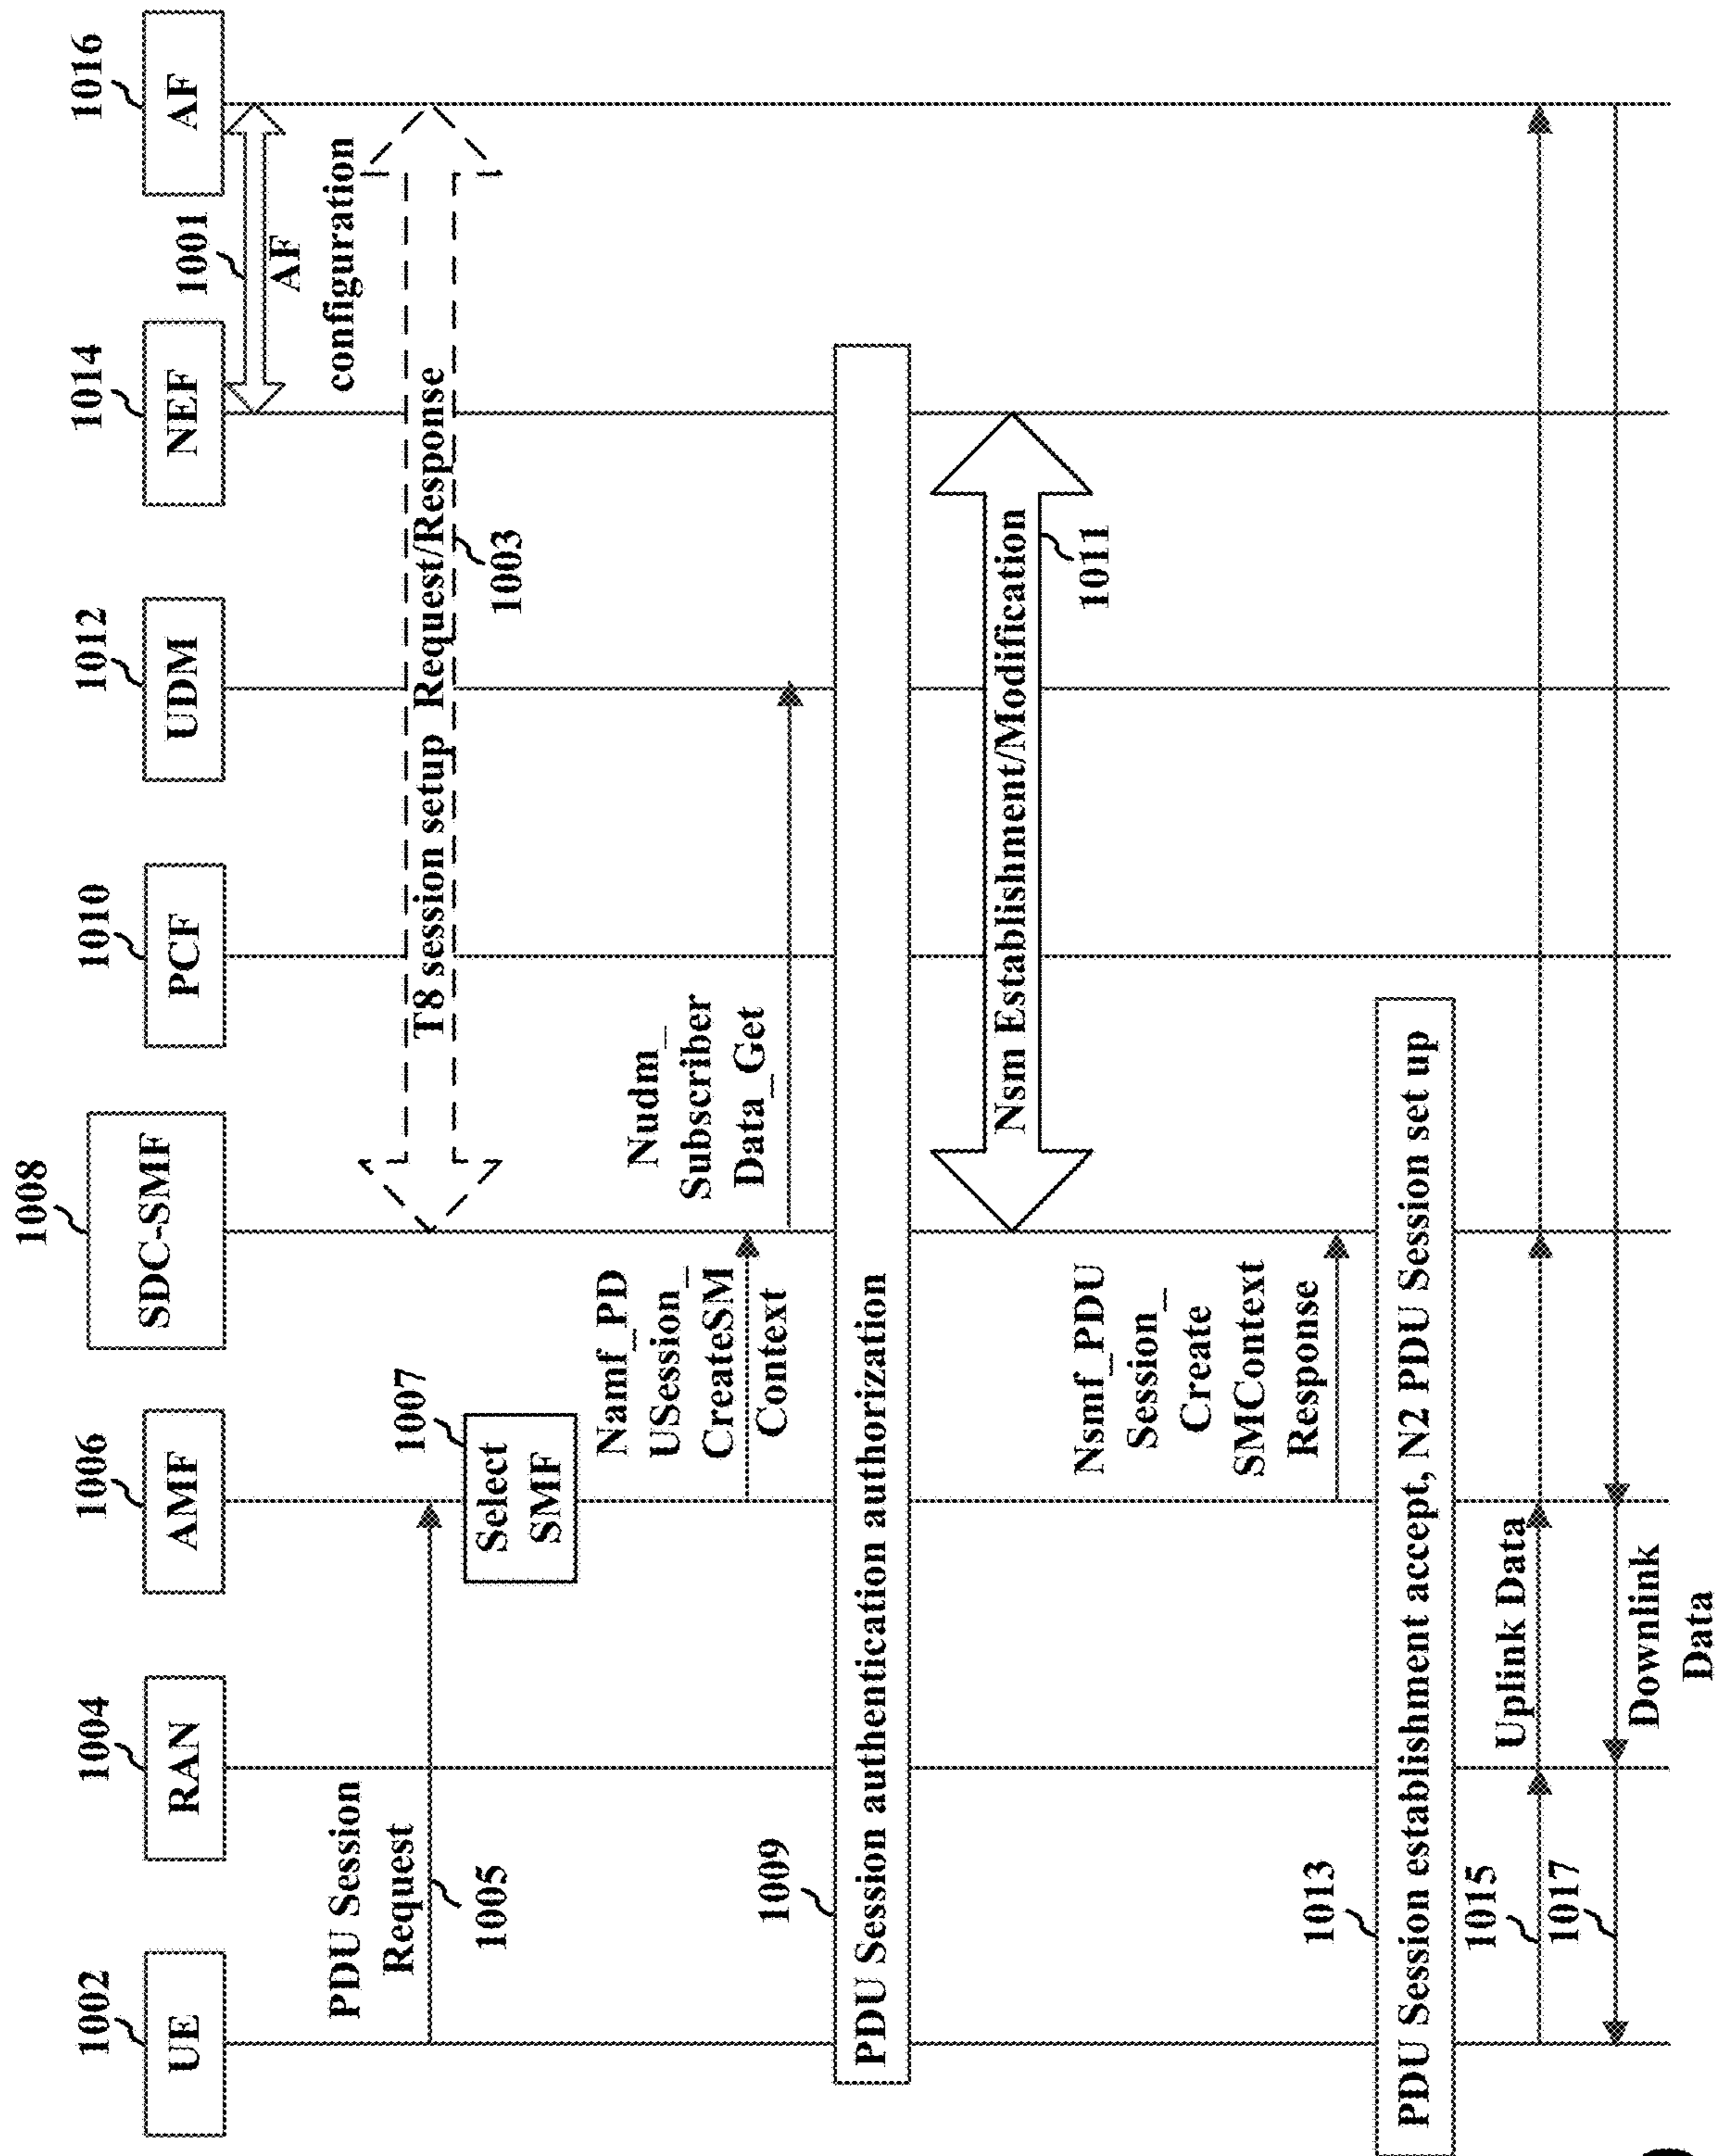 1002
UE
1004
RAN
1006
AMF
1008
SDC-SMF
1010
PCF
1012
UDM
1014
NEF
1016
AF
1001
AF
configuration
T8 session setup Request/Response
1003
PDU Session
Request
1005
1007
Select
SMF
Namf_PD
USession_
CreateSM
Context
Nudm_
Subscriber
Data_Get
1009
PDU Session authentication authorization
Nsm Establishment/Modification
1011
Nsmf_PDU
Session_
Create
SMContext
Response
1013
PDU Session establishment accept, N2 PDU Session set up
1015
Uplink Data
1017
Downlink
Data